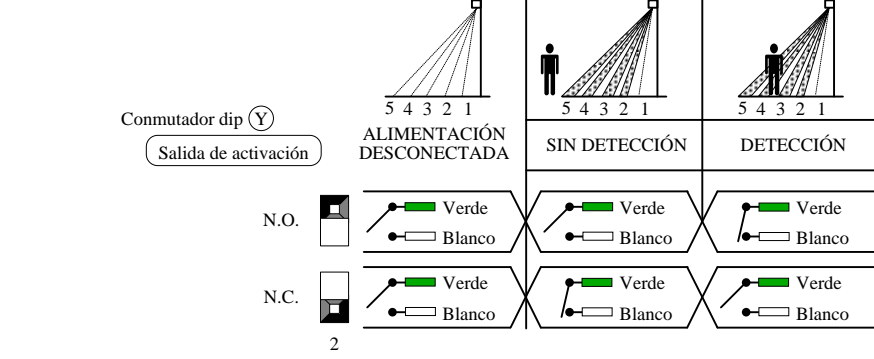 5 4 3 2 1
5 4 3 2 1
5 4 3 2 1
Conmutador dip Y
Salida de activación
ALIMENTACIÓN
DESCONECTADA
SIN DETECCIÓN
DETECCIÓN
N.O.
Verde
Blanco
Verde
Blanco
Verde
Blanco
N.C.
Verde
Blanco
Verde
Blanco
Verde
Blanco
2